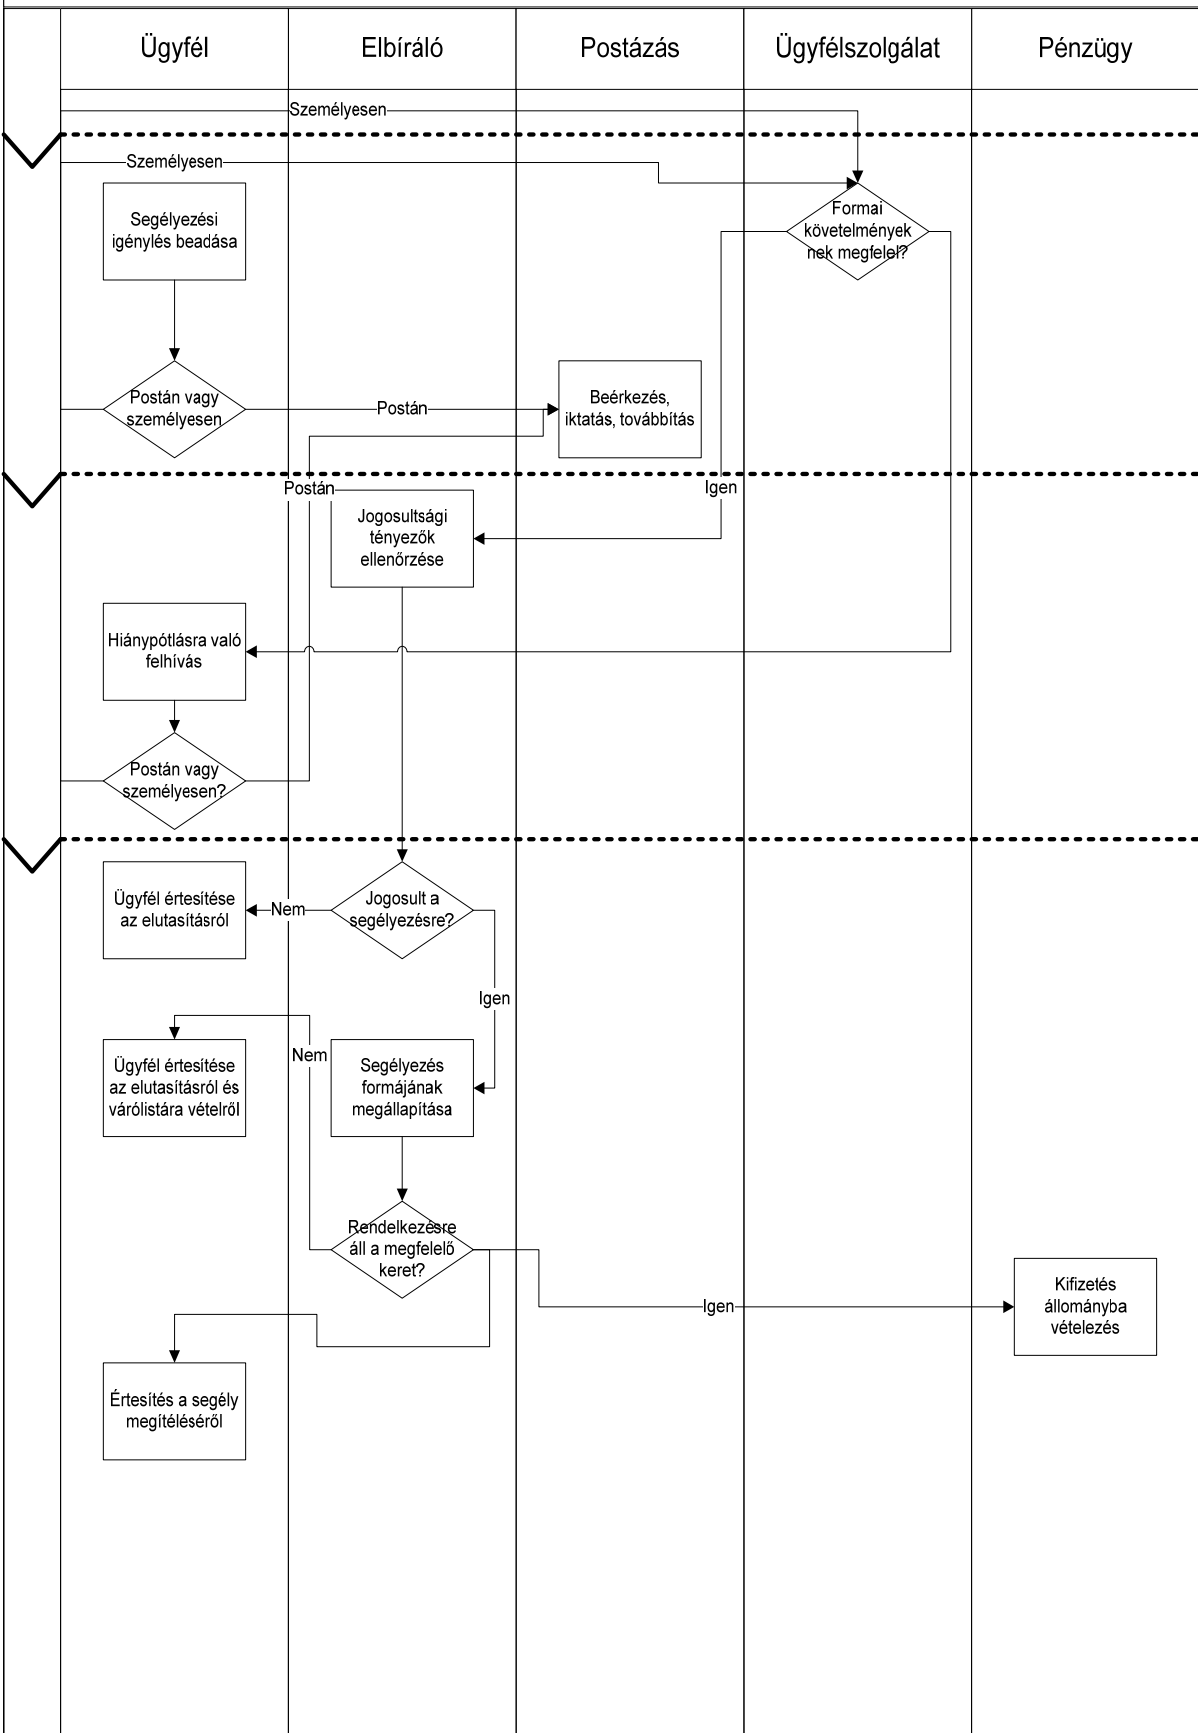 Ügyfél
Elbíráló
Postázás
Ügyfélszolgálat
Pénzügy
Személyesen
Személyesen
Segélyezési
igénylés beadása
Formai
követelmények
nek megfelel?
Postán vagy
személyesen
Postán
Beérkezés,
iktatás, továbbítás
Postán
Igen
Jogosultsági
tényezők
ellenőrzése
Hiánypótlásra való
felhívás
Postán vagy
személyesen?
Ügyfél értesítése
az elutasításról
Nem
Jogosult a
segélyezésre?
Igen
Ügyfél értesítése
az elutasításról és
várólistára vételről
Nem
Segélyezés
formájának
megállapítása
Rendelkezésre
áll a megfelelő
keret?
Igen
Kifizetés
állományba
vételezés
Értesítés a segély
megítéléséről